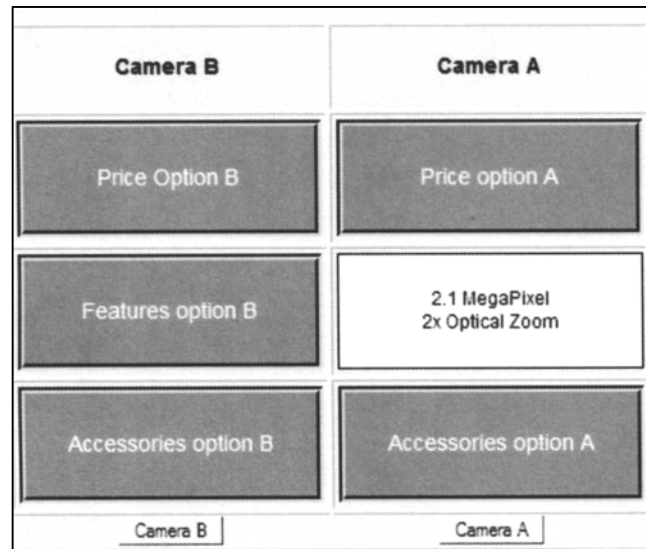 Camera B
Camera A
Price Option B
Price option A
Features option B
2.1 MegaPixel
2x Optical Zoom
Accessories option B
Accessories option A
Camera B
Camera A